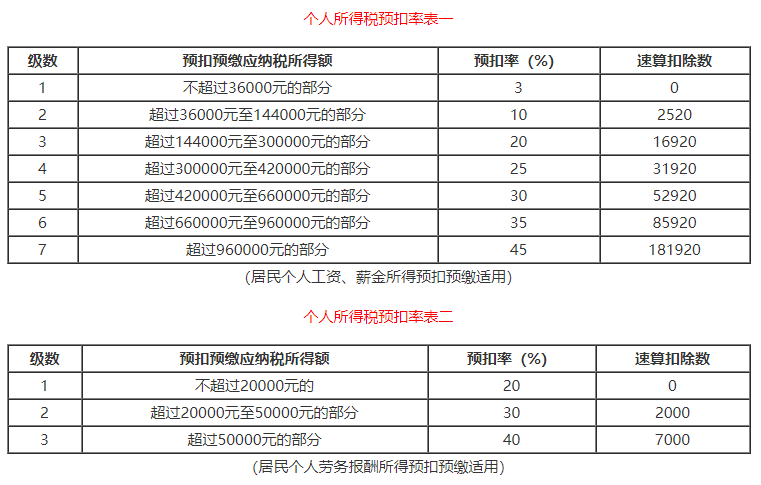 个人所得税预扣率表一
级数 预扣预缴应纳税所得额 预扣率（%） 速算扣除数
1 不超过36000元的部分 3 0
2 超过36000元至144000元的部分 10 2520
3 超过144000元至300000元的部分 20 16920
4 超过300000元至420000元的部分 25 31920
5 超过420000元至660000元的部分 30 52920
6 超过660000元至960000元的部分 35 85920
7 超过960000元的部分 45 181920
（居民个人工资、薪金所得预扣预缴适用）
个人所得税预扣率表二
级数 预扣预缴应纳税所得额 预扣率（%） 速算扣除数
1 不超过20000元的 20 0
2 超过20000元至50000元的部分 30 2000
3 超过50000元的部分 40 7000
（居民个人劳务报酬所得预扣预缴适用）